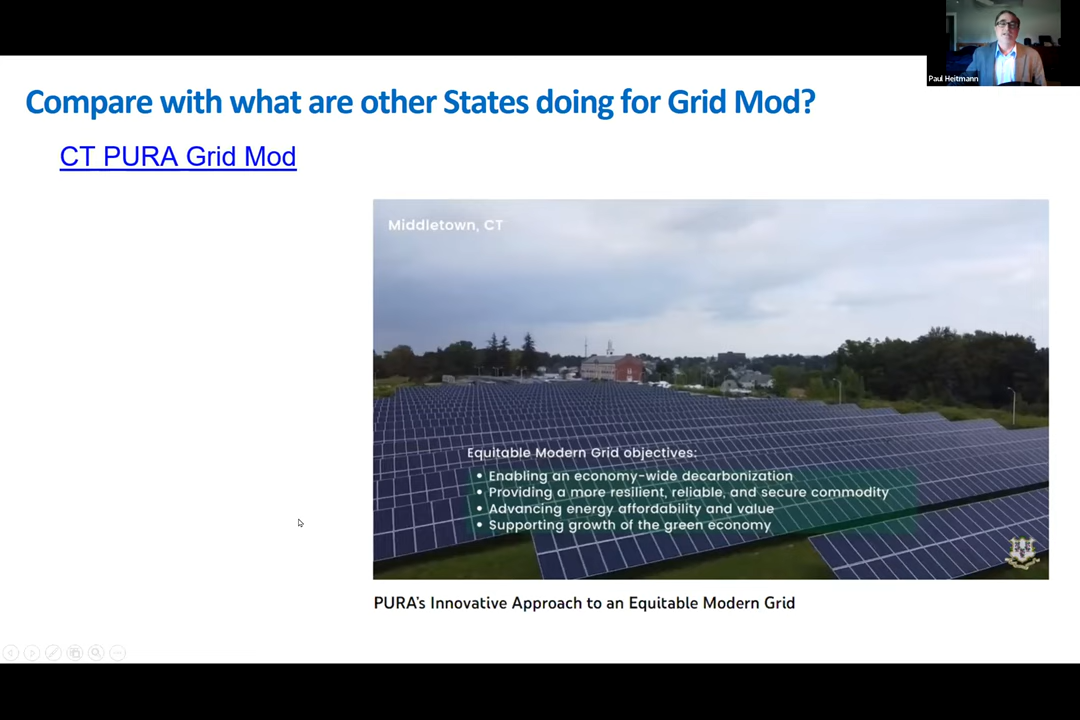 Paul Heitmann
Compare with what are other States doing for Grid Mod?
CT PURA Grid Mod
Middletown, CT
Equitable Modern Grid objectives:
• Enabling an economy-wide decarbonization
• Providing a more resilient, reliable, and secure commodity
• Advancing energy affordability and value
• Supporting growth of the green economy
PURA's Innovative Approach to an Equitable Modern Grid